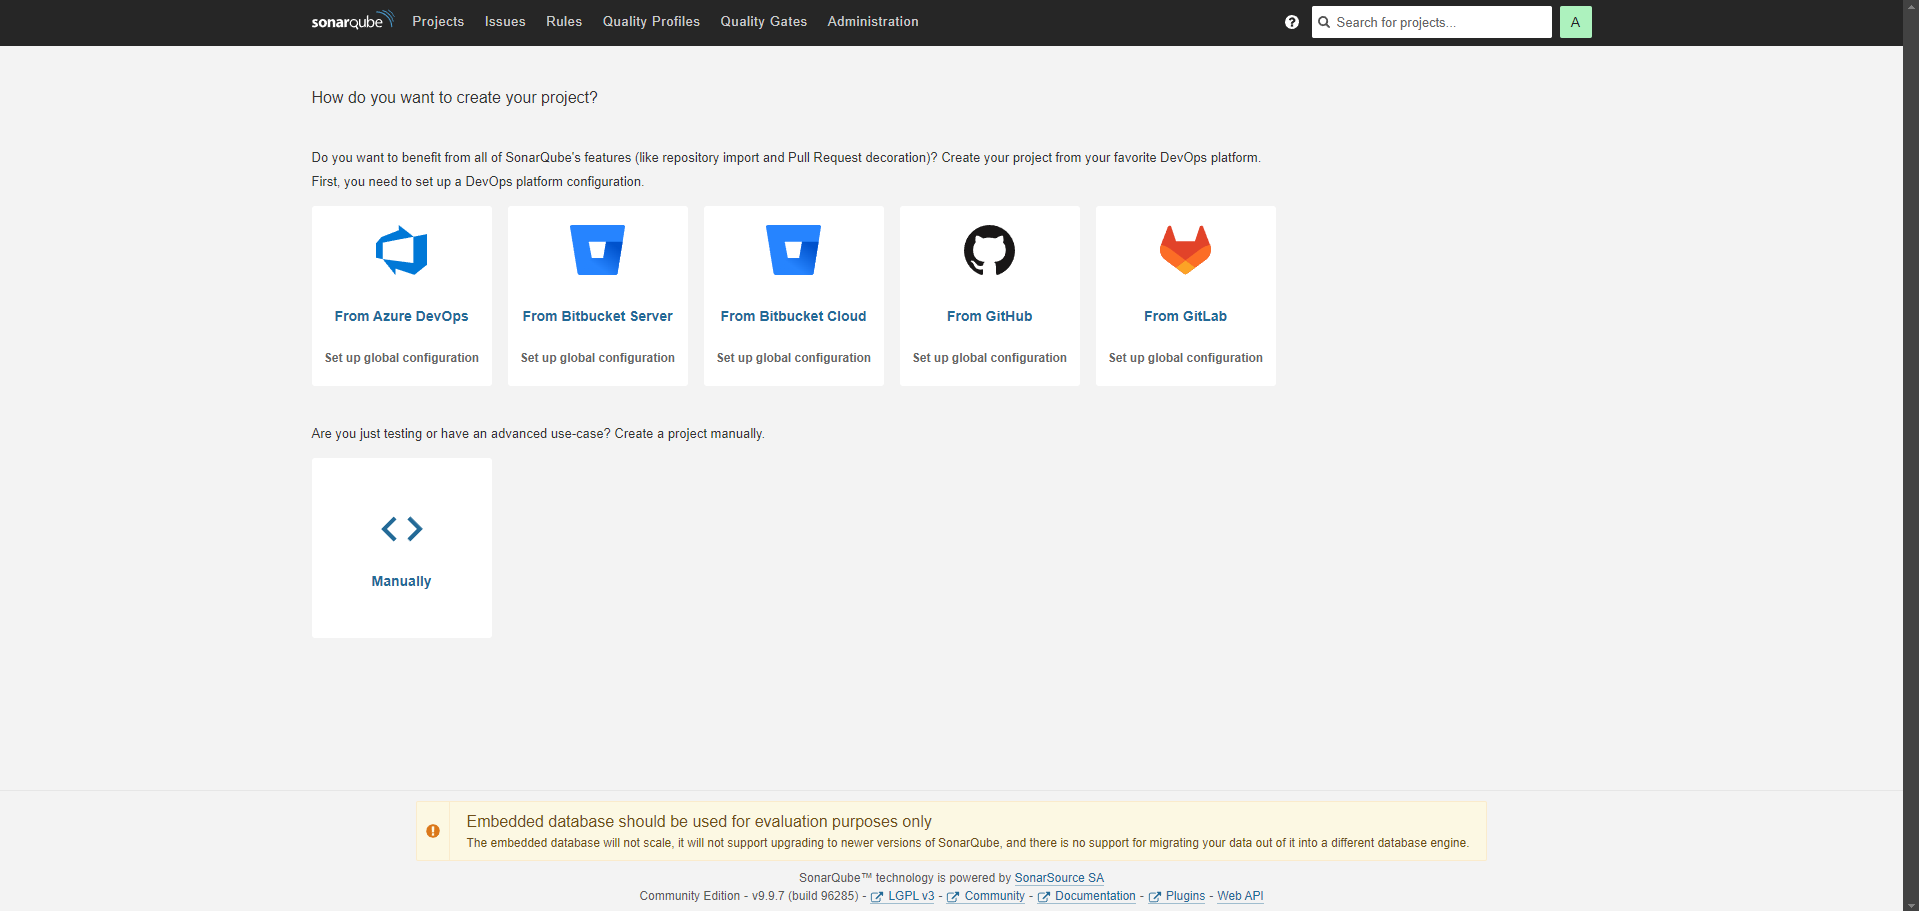 sonarqube Projects Issues Rules Quality Profiles Quality Gates Administration ? Search for projects... A
How do you want to create your project?
Do you want to benefit from all of SonarQube's features (like repository import and Pull Request decoration)? Create your project from your favorite DevOps platform.
First, you need to set up a DevOps platform configuration.
From Azure DevOps From Bitbucket Server From Bitbucket Cloud From GitHub From GitLab
Set up global configuration Set up global configuration Set up global configuration Set up global configuration Set up global configuration
Are you just testing or have an advanced use-case? Create a project manually.
Manually
Embedded database should be used for evaluation purposes only
The embedded database will not scale, it will not support upgrading to newer versions of SonarQube, and there is no support for migrating your data out of it into a different database engine.
SonarQube™ technology is powered by SonarSource SA
Community Edition - v9.9.7 (build 96285) - LGPL v3 - Community - Documentation - Plugins - Web API